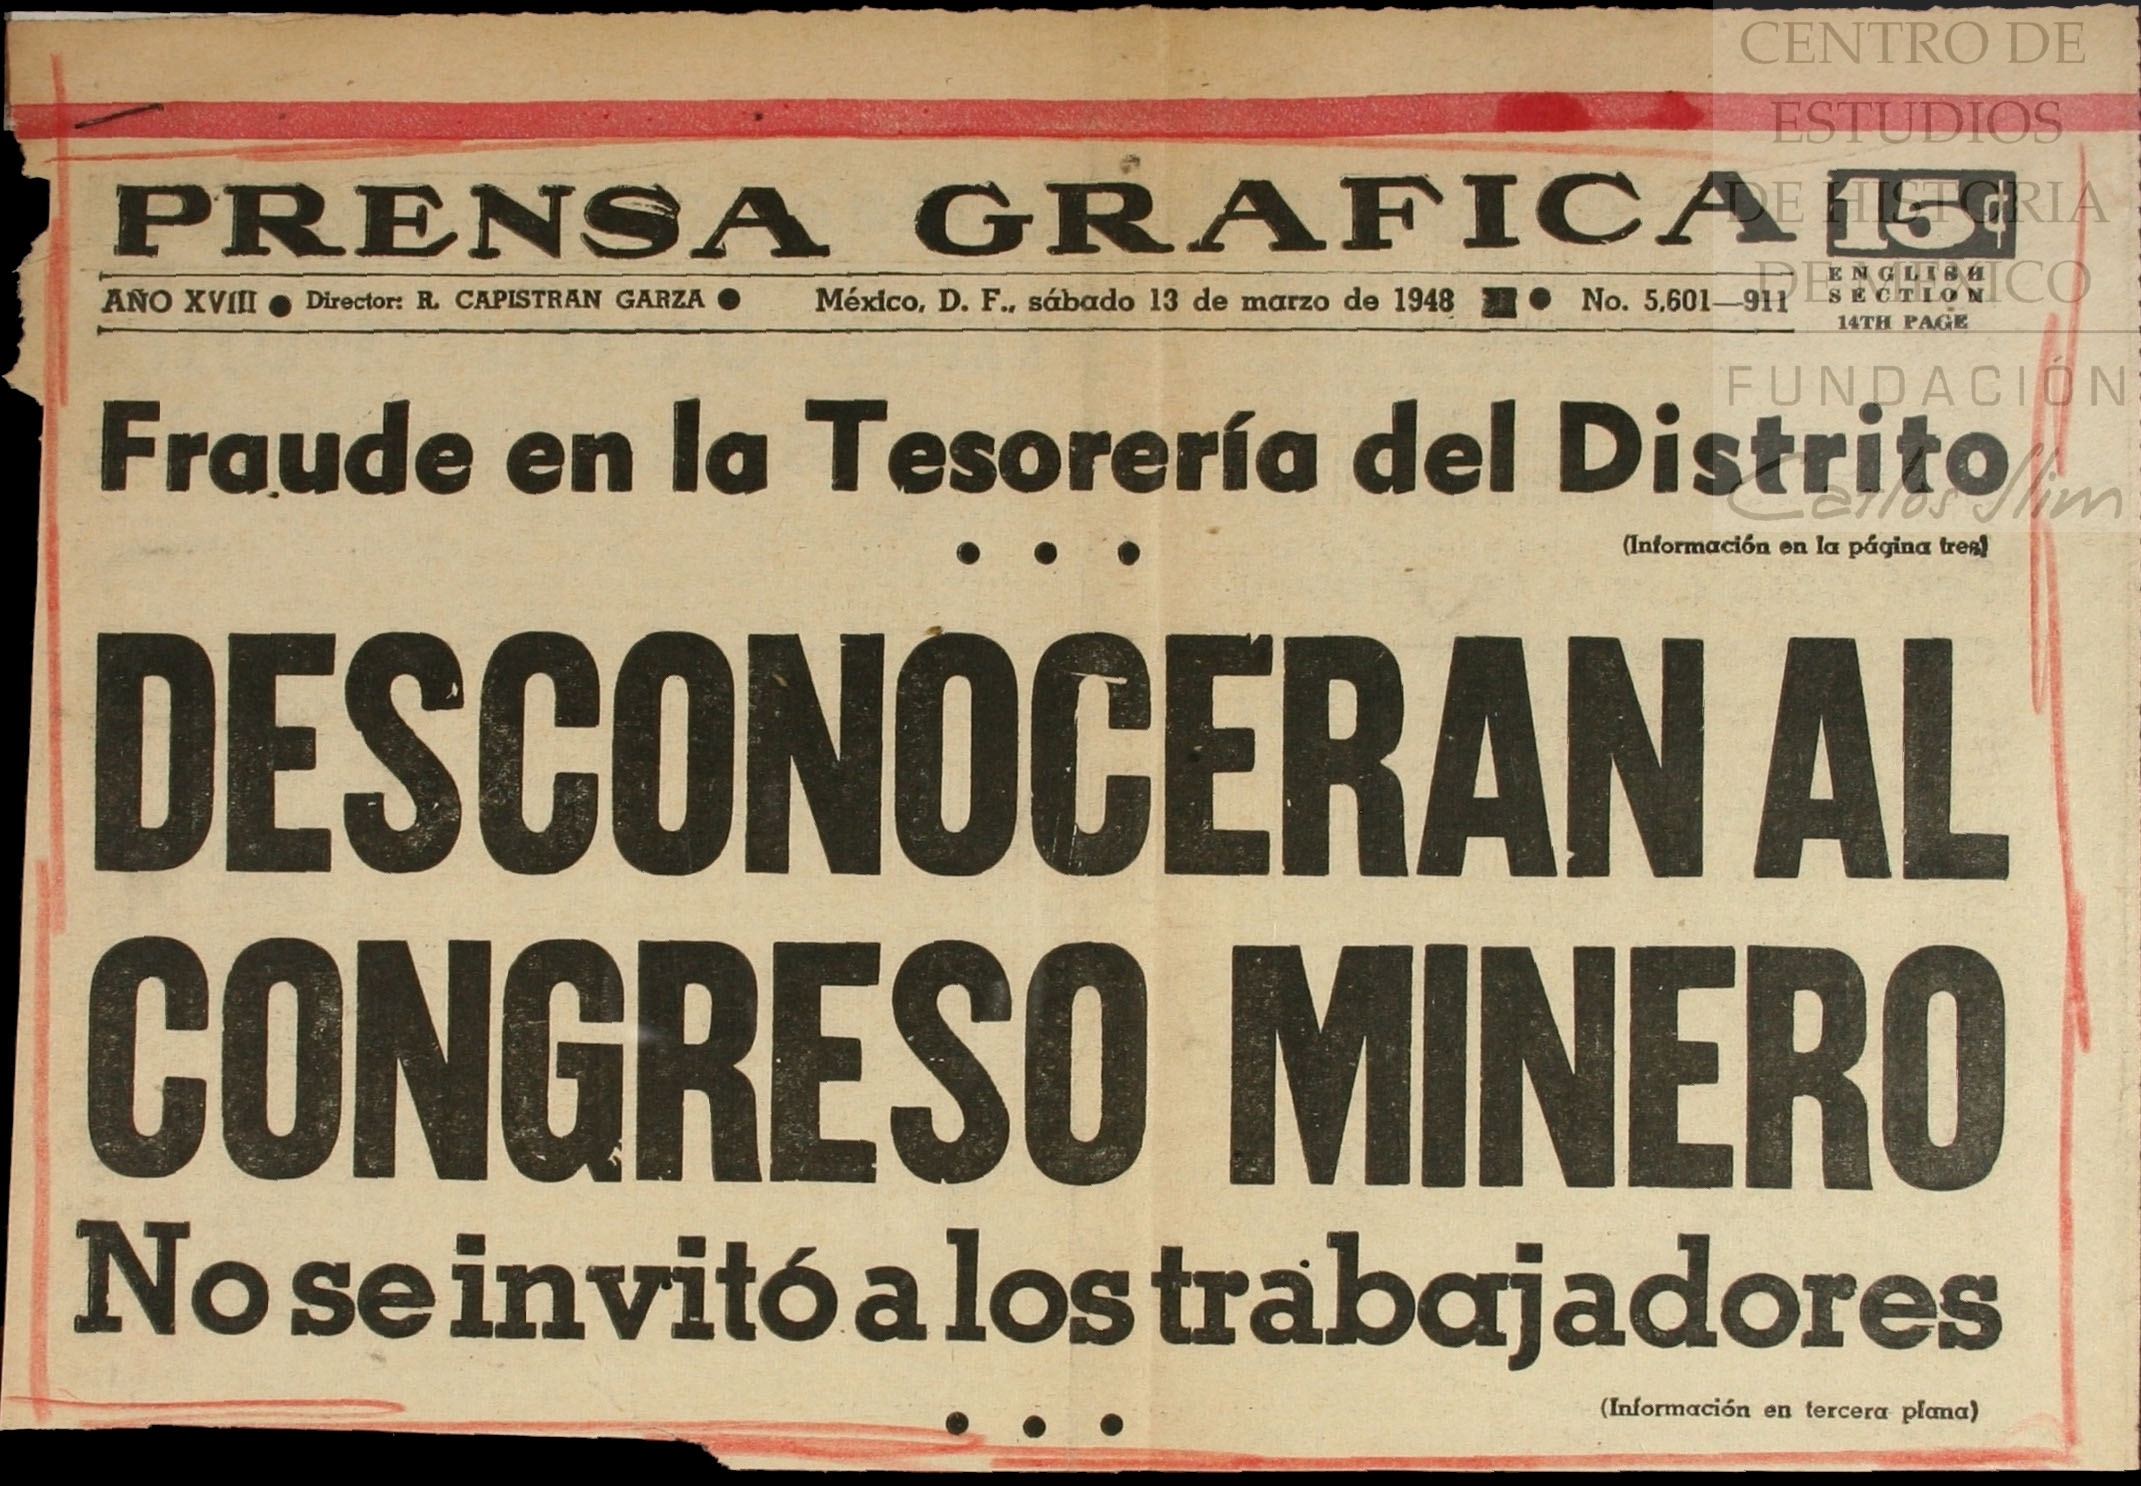 CENTRO DE
ESTUDIOS
DE HISTORIA
DE MEXICO
FUNDACIÓN
Carlos Slim
PRENSA GRAFICA 15¢
ENGLISH
SECTION
14TH PAGE
AÑO XVIII ● Director: R. CAPISTRAN GARZA ● México, D. F., sábado 13 de marzo de 1948 ● No. 5,601—911
Fraude en la Tesorería del Distrito
(Información en la página tres)
DESCONOCERAN AL
CONGRESO MINERO
No se invitó a los trabajadores
(Información en tercera plana)